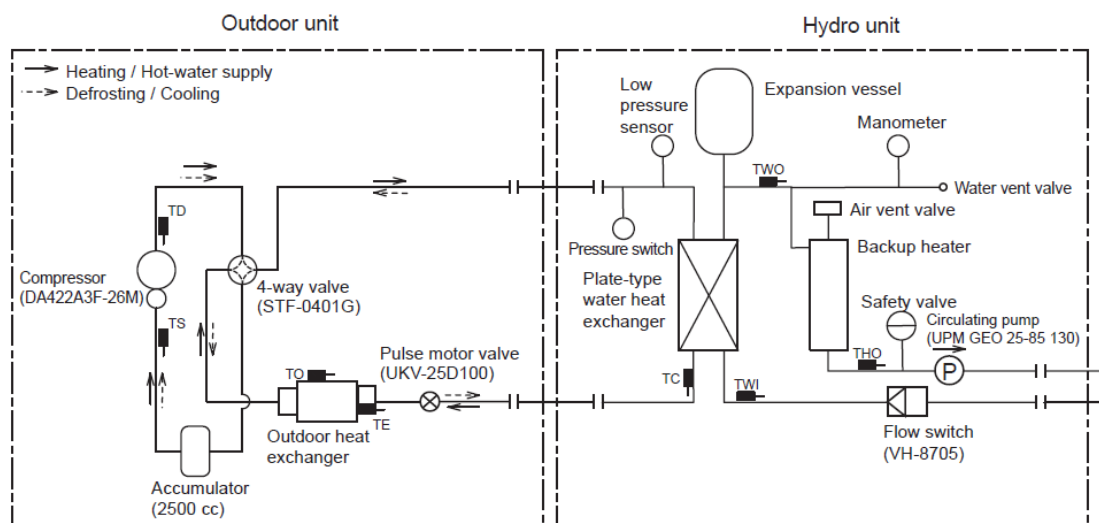 Outdoor unit
Hydro unit
Heating / Hot-water supply
Defrosting / Cooling
Low
pressure
sensor
Expansion vessel
Manometer
TWO
Water vent valve
TD
Air vent valve
Pressure switch
Backup heater
Compressor
(DA422A3F-26M)
4-way valve
(STF-0401G)
Plate-type
water heat
exchanger
Safety valve
Circulating pump
(UPM GEO 25-85 130)
TS
Pulse motor valve
(UKV-25D100)
THO
P
TO
TC
TWI
TE
Outdoor heat
exchanger
Flow switch
(VH-8705)
Accumulator
(2500 cc)